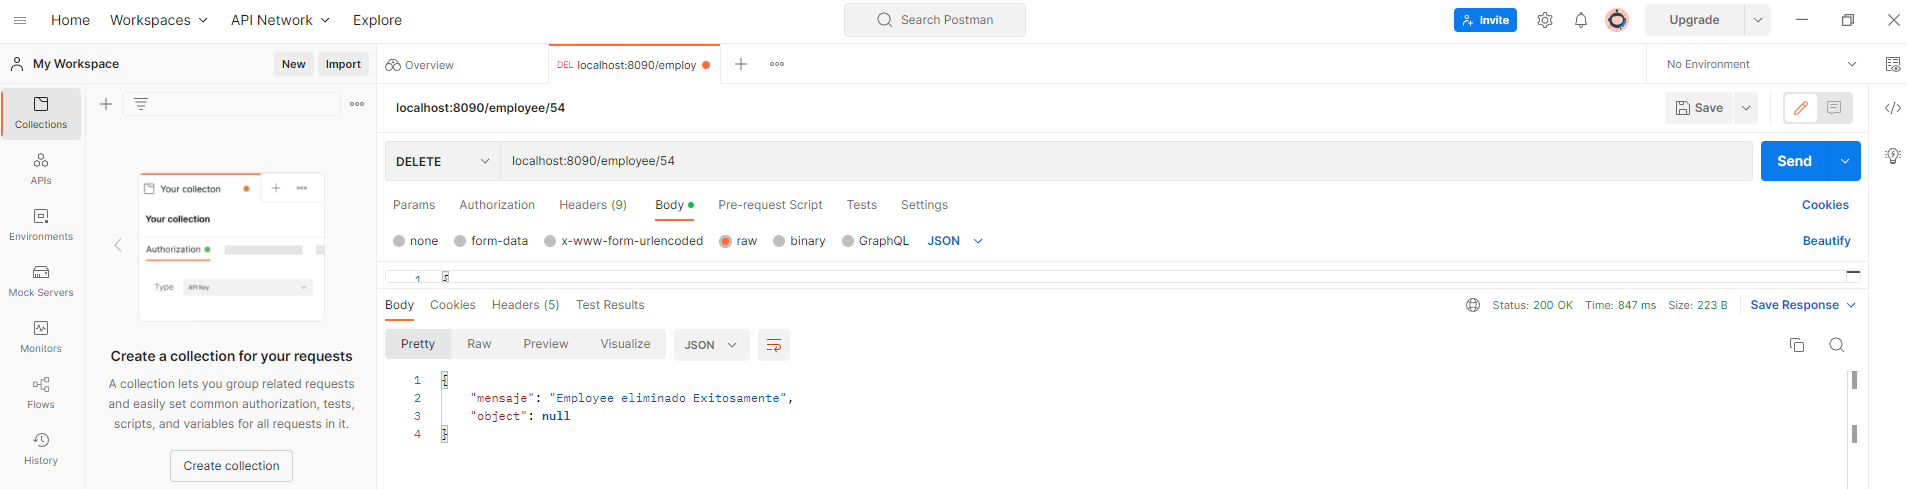 Home Workspaces API Network Explore Search Postman Invite Upgrade
My Workspace New Import Overview DEL localhost:8090/employ No Environment
Collections
APIs
Environments
Mock Servers
Monitors
Flows
History
Your collecton
Your collection
Authorization
Type API Key
Create a collection for your requests
A collection lets you group related requests
and easily set common authorization, tests,
scripts, and variables for all requests in it.
Create collection
localhost:8090/employee/54 Save
DELETE localhost:8090/employee/54 Send
Params Authorization Headers (9) Body Pre-request Script Tests Settings Cookies
none form-data x-www-form-urlencoded raw binary GraphQL JSON Beautify
1 {
Body Cookies Headers (5) Test Results Status: 200 OK Time: 847 ms Size: 223 B Save Response
Pretty Raw Preview Visualize JSON
1 {
2 "mensaje": "Employee eliminado Exitosamente",
3 "object": null
4 }